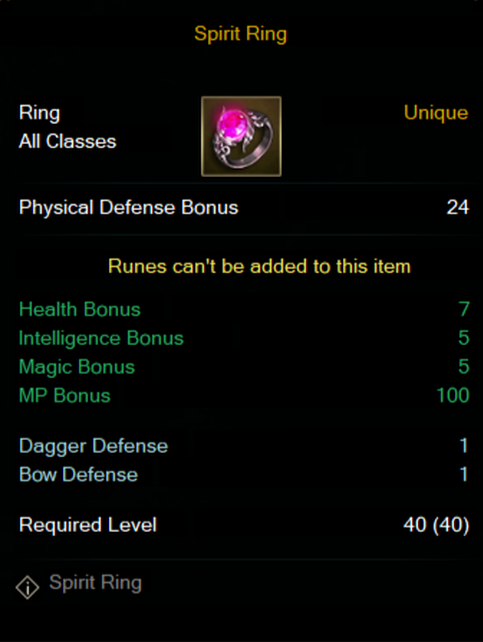 Spirit Ring
Ring Unique
All Classes
Physical Defense Bonus 24
Runes can't be added to this item
Health Bonus 7
Intelligence Bonus 5
Magic Bonus 5
MP Bonus 100
Dagger Defense 1
Bow Defense 1
Required Level 40 (40)
Spirit Ring